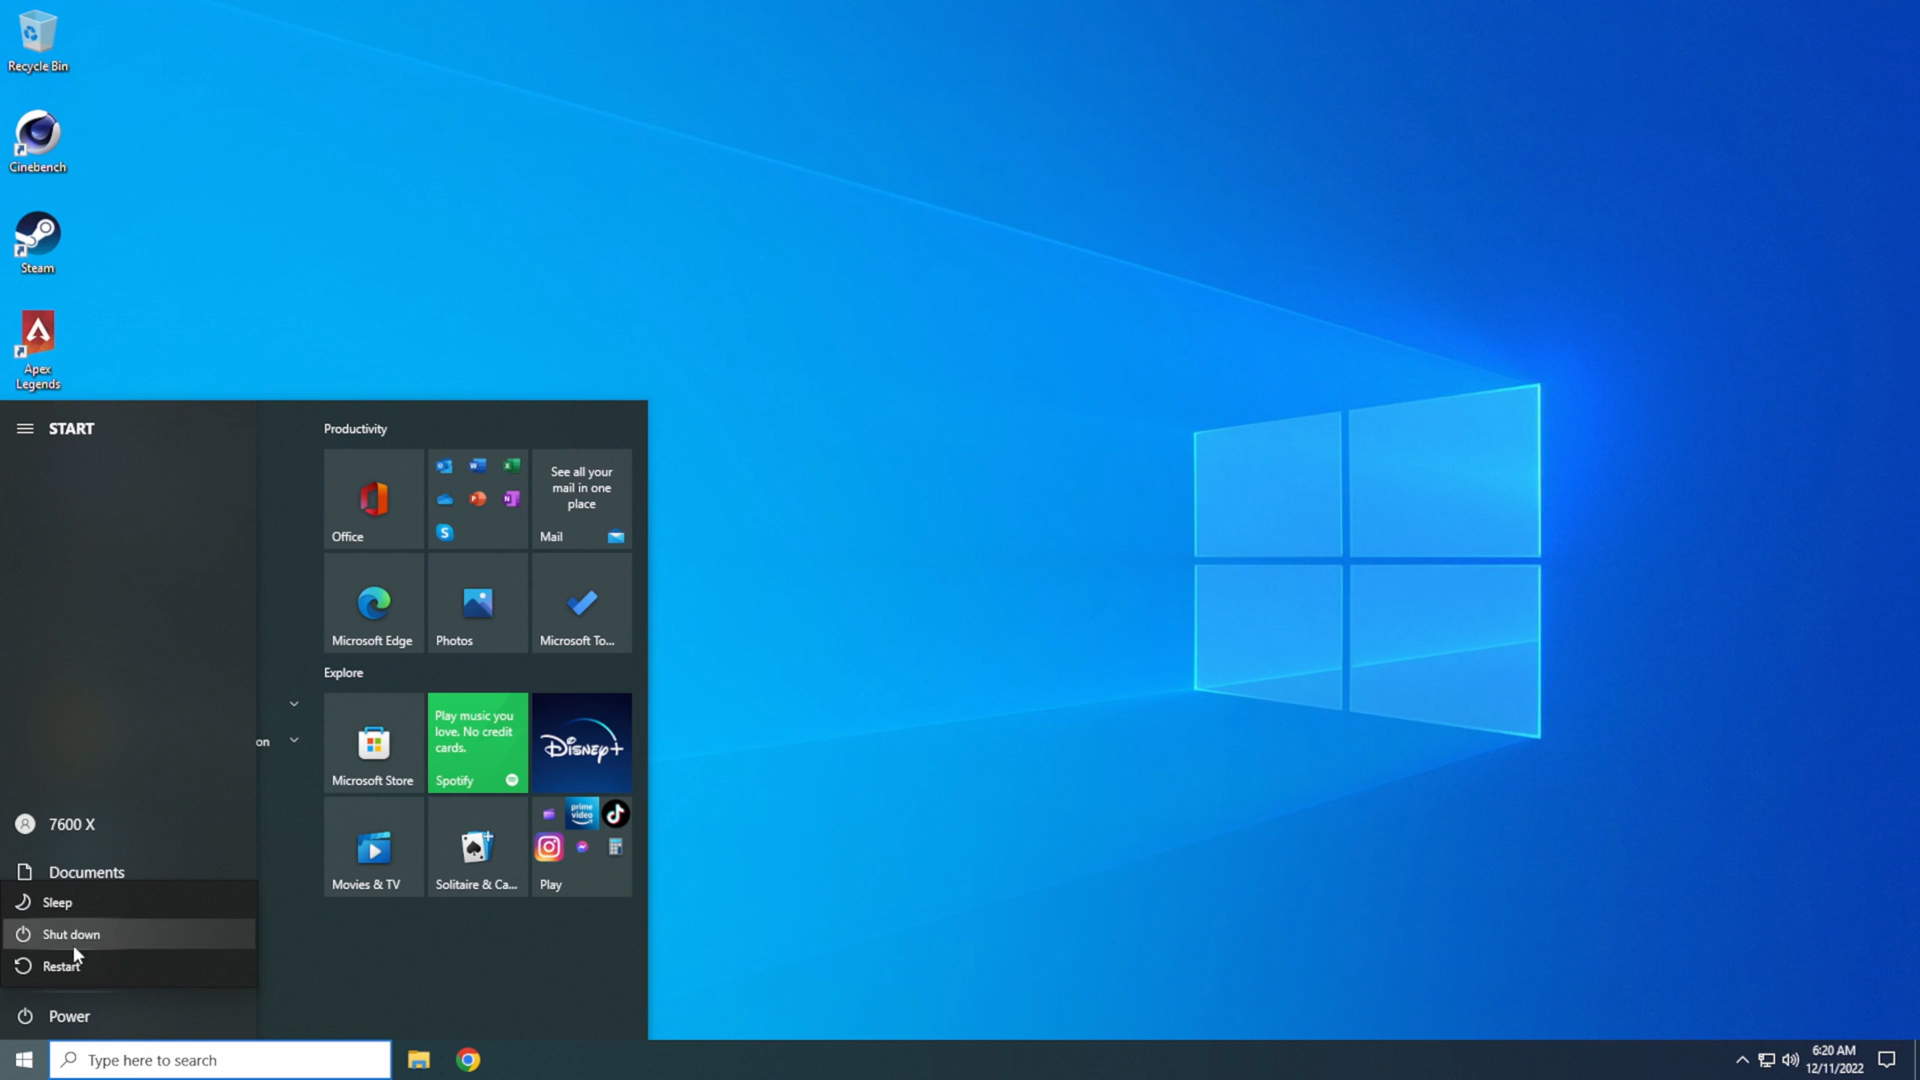 Recycle Bin
Cinebench
Steam
Apex
Legends
START
on
7600 X
Documents
Sleep
Shut down
Restart
Power
Productivity
Office
See all your
mail in one
place
Mail
Microsoft Edge
Photos
Microsoft To...
Explore
Microsoft Store
Play music you
love. No credit
cards.
Spotify
Disney+
Movies & TV
Solitaire & Ca...
prime
video
Play
Type here to search
6:20 AM
12/11/2022